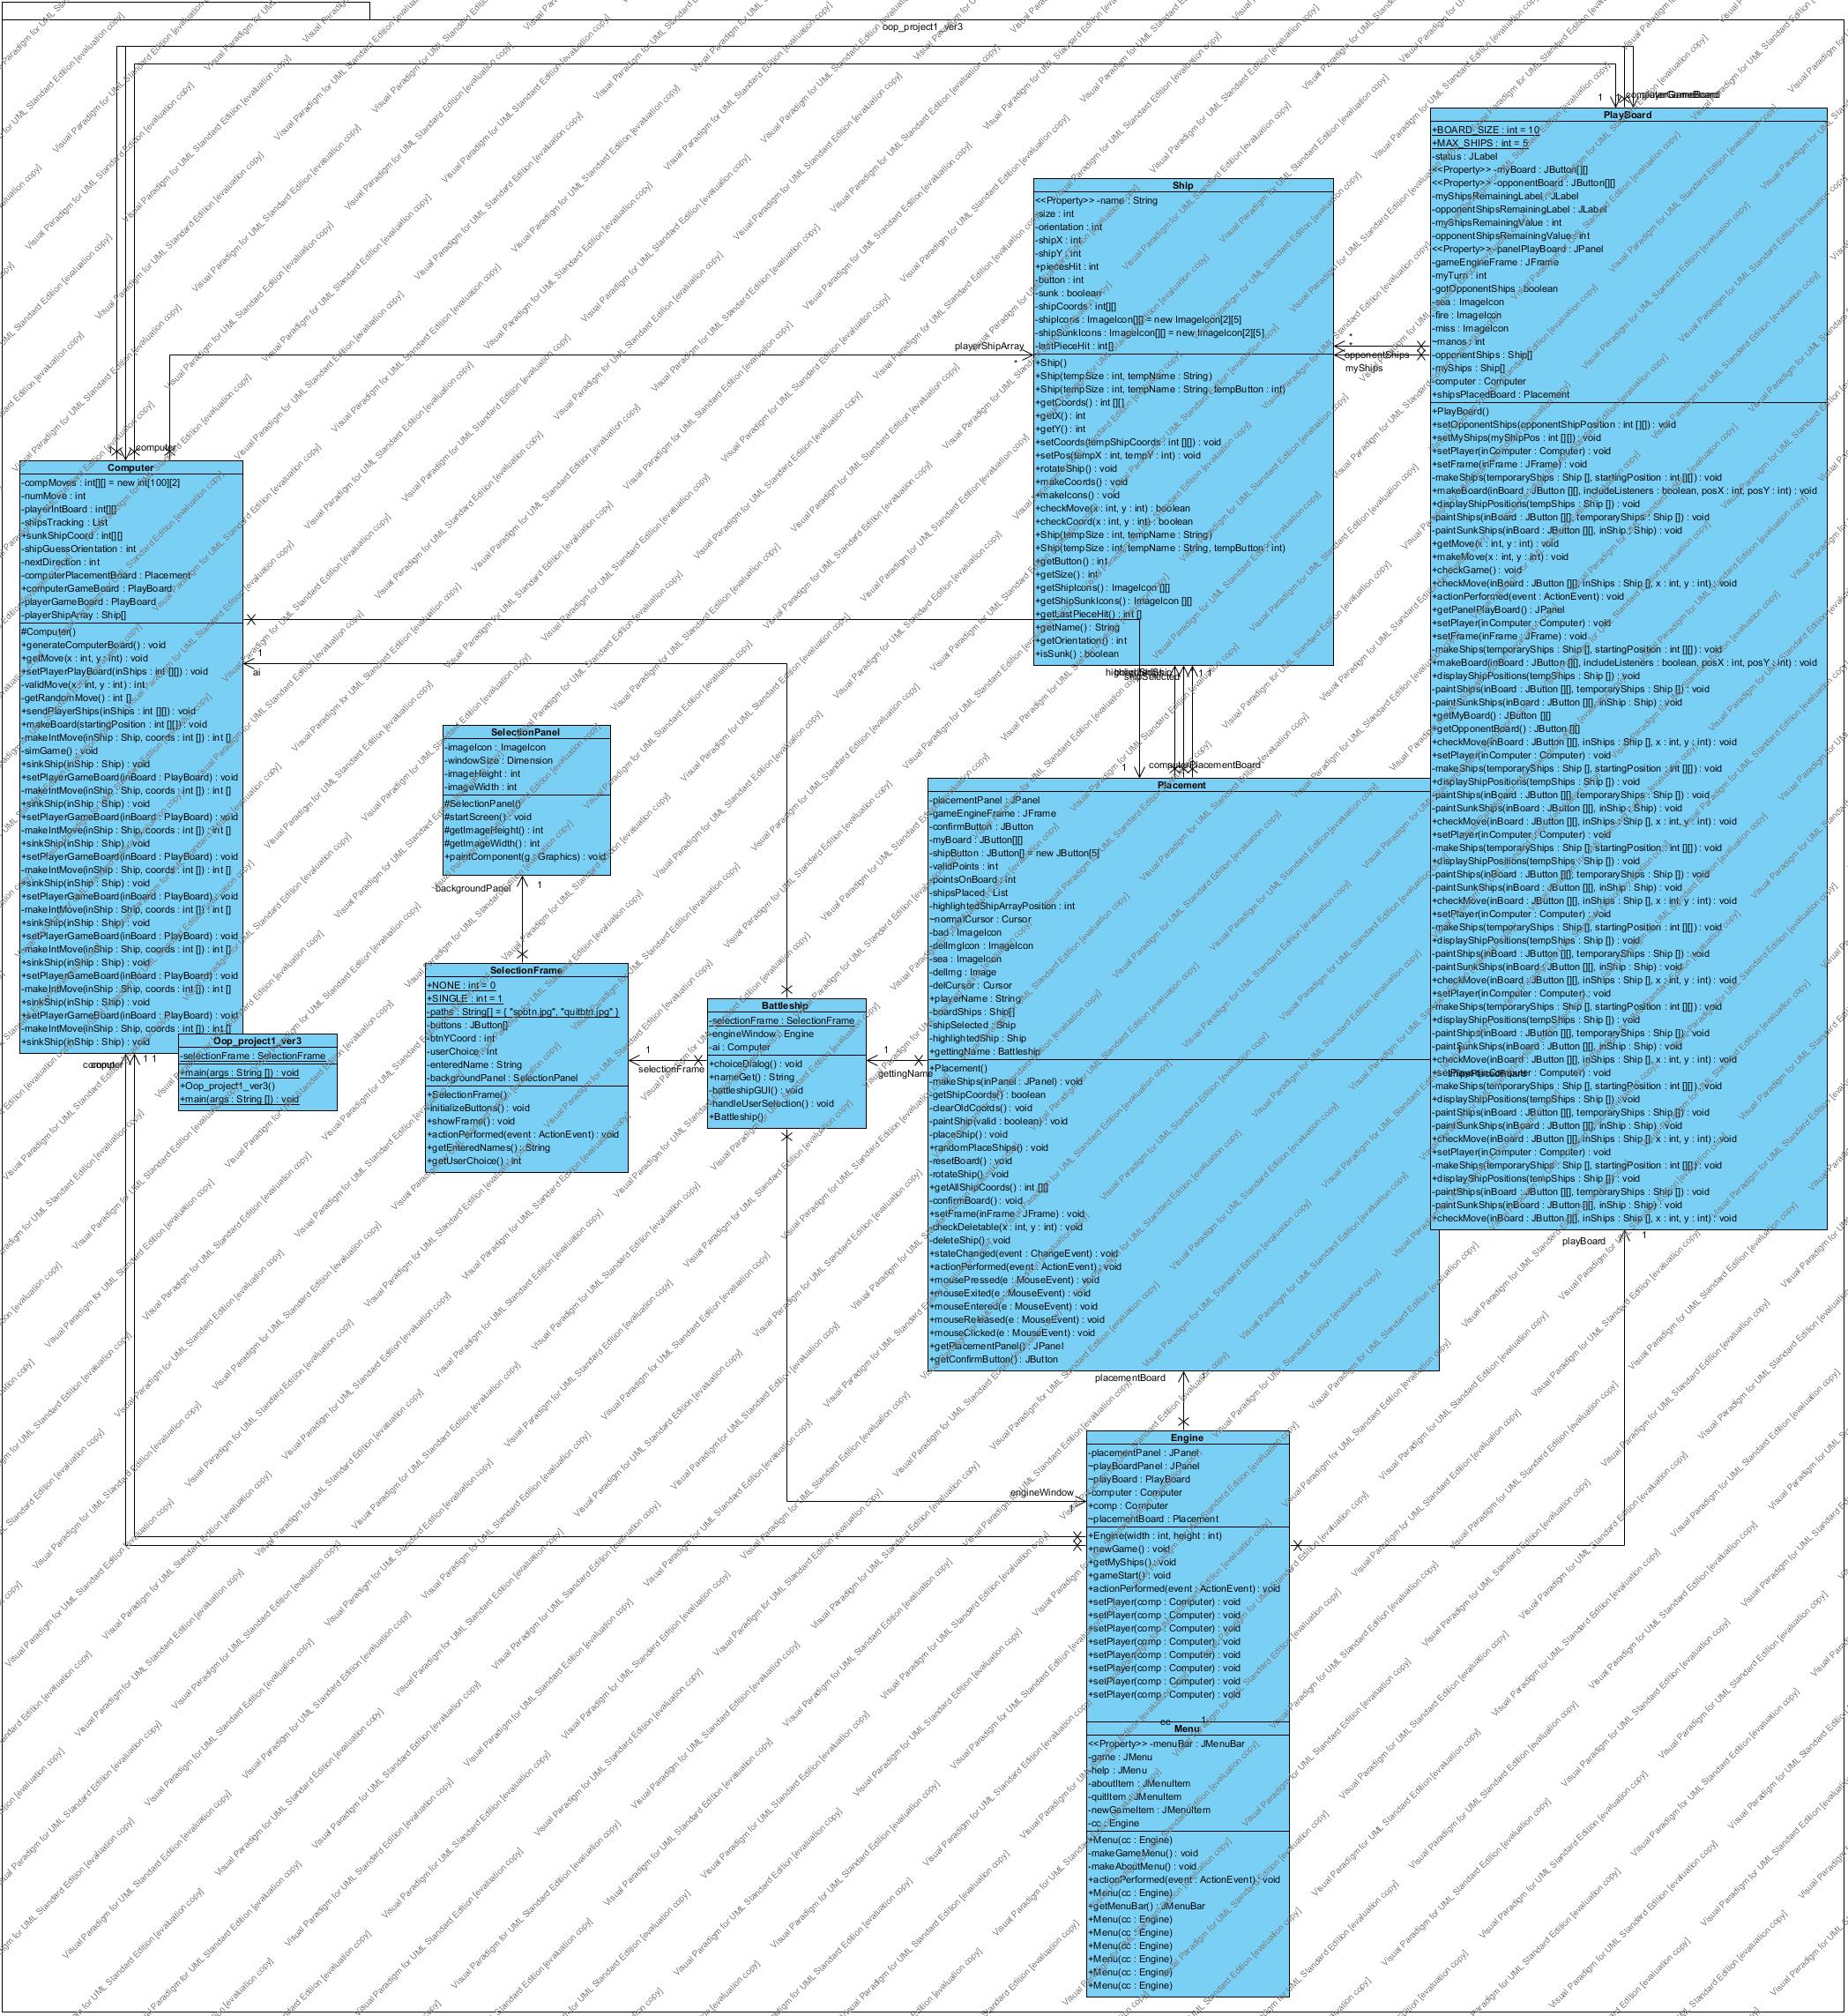 oop_project1_ver3
PlayBoard
+BOARD_SIZE : int = 10
+MAX_SHIPS : int = 5
-status : JLabel
<<Property>> -myBoard : JButton[][]
<<Property>> -opponentBoard : JButton[][]
-myShipsRemainingLabel : JLabel
-opponentShipsRemainingLabel : JLabel
-myShipsRemainingValue : int
-opponentShipsRemainingValue : int
<<Property>> -panelPlayBoard : JPanel
-gameEngineFrame : JFrame
-myTurn : int
-gotOpponentShips : boolean
-sea : ImageIcon
-fire : ImageIcon
-miss : ImageIcon
~manos : int
-opponentShips : Ship[]
-myShips : Ship[]
-computer : Computer
+shipsPlacedBoard : Placement
+PlayBoard()
+setOpponentShips(opponentShipPosition : int [][]) : void
+setMyShips(myShipPos : int [][]) : void
+setPlayer(inComputer : Computer) : void
+setFrame(inFrame : JFrame) : void
-makeShips(temporaryShips : Ship [], startingPosition : int [][]) : void
+makeBoard(inBoard : JButton [][], includeListeners : boolean, posX : int, posY : int) : void
+displayShipPositions(tempShips : Ship []) : void
-paintShips(inBoard : JButton [][], temporaryShips : Ship []) : void
-paintSunkShips(inBoard : JButton [][], inShip : Ship) : void
+getMove(x : int, y : int) : void
+makeMove(x : int, y : int) : void
+checkGame() : void
+checkMove(inBoard : JButton [][], inShips : Ship [], x : int, y : int) : void
+actionPerformed(event : ActionEvent) : void
+getPanelPlayBoard() : JPanel
+setPlayer(inComputer : Computer) : void
+setFrame(inFrame : JFrame) : void
-makeShips(temporaryShips : Ship [], startingPosition : int [][]) : void
+makeBoard(inBoard : JButton [][], includeListeners : boolean, posX : int, posY : int) : void
+displayShipPositions(tempShips : Ship []) : void
-paintShips(inBoard : JButton [][], temporaryShips : Ship []) : void
-paintSunkShips(inBoard : JButton [][], inShip : Ship) : void
+getMyBoard() : JButton [][]
+getOpponentBoard() : JButton [][]
+checkMove(inBoard : JButton [][], inShips : Ship [], x : int, y : int) : void
+setPlayer(inComputer : Computer) : void
-makeShips(temporaryShips : Ship [], startingPosition : int [][]) : void
+displayShipPositions(tempShips : Ship []) : void
-paintShips(inBoard : JButton [][], temporaryShips : Ship []) : void
-paintSunkShips(inBoard : JButton [][], inShip : Ship) : void
+checkMove(inBoard : JButton [][], inShips : Ship [], x : int, y : int) : void
+setPlayer(inComputer : Computer) : void
-makeShips(temporaryShips : Ship [], startingPosition : int [][]) : void
+displayShipPositions(tempShips : Ship []) : void
-paintShips(inBoard : JButton [][], temporaryShips : Ship []) : void
-paintSunkShips(inBoard : JButton [][], inShip : Ship) : void
+checkMove(inBoard : JButton [][], inShips : Ship [], x : int, y : int) : void
+setPlayer(inComputer : Computer) : void
-makeShips(temporaryShips : Ship [], startingPosition : int [][]) : void
+displayShipPositions(tempShips : Ship []) : void
-paintShips(inBoard : JButton [][], temporaryShips : Ship []) : void
-paintSunkShips(inBoard : JButton [][], inShip : Ship) : void
+checkMove(inBoard : JButton [][], inShips : Ship [], x : int, y : int) : void
+setPlayer(inComputer : Computer) : void
-makeShips(temporaryShips : Ship [], startingPosition : int [][]) : void
+displayShipPositions(tempShips : Ship []) : void
-paintShips(inBoard : JButton [][], temporaryShips : Ship []) : void
-paintSunkShips(inBoard : JButton [][], inShip : Ship) : void
+checkMove(inBoard : JButton [][], inShips : Ship [], x : int, y : int) : void
+setPlayer(inComputer : Computer) : void
-makeShips(temporaryShips : Ship [], startingPosition : int [][]) : void
+displayShipPositions(tempShips : Ship []) : void
-paintShips(inBoard : JButton [][], temporaryShips : Ship []) : void
-paintSunkShips(inBoard : JButton [][], inShip : Ship) : void
+checkMove(inBoard : JButton [][], inShips : Ship [], x : int, y : int) : void
+setPlayer(inComputer : Computer) : void
-makeShips(temporaryShips : Ship [], startingPosition : int [][]) : void
+displayShipPositions(tempShips : Ship []) : void
-paintShips(inBoard : JButton [][], temporaryShips : Ship []) : void
-paintSunkShips(inBoard : JButton [][], inShip : Ship) : void
+checkMove(inBoard : JButton [][], inShips : Ship [], x : int, y : int) : void
playBoard 1
Ship
<<Property>> -name : String
-size : int
-orientation : int
-shipX : int
-shipY : int
+piecesHit : int
-button : int
-sunk : boolean
-shipCoords : int[][]
-shipIcons : ImageIcon[][] = new ImageIcon[2][5]
-shipSunkIcons : ImageIcon[][] = new ImageIcon[2][5]
-lastPieceHit : int[]
+Ship()
+Ship(tempSize : int, tempName : String)
+Ship(tempSize : int, tempName : String, tempButton : int)
+getCoords() : int [][]
+getX() : int
+getY() : int
+setCoords(tempShipCoords : int [][]) : void
+setPos(tempX : int, tempY : int) : void
+rotateShip() : void
+makeCoords() : void
+makeIcons() : void
+checkMove(x : int, y : int) : boolean
+checkCoord(x : int, y : int) : boolean
+Ship(tempSize : int, tempName : String)
+Ship(tempSize : int, tempName : String, tempButton : int)
+getButton() : int
+getSize() : int
+getShipIcons() : ImageIcon [][]
+getShipSunkIcons() : ImageIcon [][]
+getLastPieceHit() : int []
+getName() : String
+getOrientation() : int
+isSunk() : boolean
playerShipArray
*
opponentShips
myShips
shipSelected
1 1
Computer
-compMoves : int[][] = new int[100][2]
-numMove : int
-playerIntBoard : int[][]
-shipsTracking : List
+sunkShipCoord : int[][]
-shipGuessOrientation : int
-nextDirection : int
-computerPlacementBoard : Placement
+computerGameBoard : PlayBoard
-playerGameBoard : PlayBoard
-playerShipArray : Ship[]
#Computer()
+generateComputerBoard() : void
+getMove(x : int, y : int) : void
+setPlayerPlayBoard(inShips : int [][]) : void
-validMove(x : int, y : int) : int
-getRandomMove() : int []
+sendPlayerShips(inShips : int [][]) : void
+makeBoard(startingPosition : int [][]) : void
-makeIntMove(inShip : Ship, coords : int []) : int []
-simGame() : void
+sinkShip(inShip : Ship) : void
+setPlayerGameBoard(inBoard : PlayBoard) : void
-makeIntMove(inShip : Ship, coords : int []) : int []
+sinkShip(inShip : Ship) : void
+setPlayerGameBoard(inBoard : PlayBoard) : void
-makeIntMove(inShip : Ship, coords : int []) : int []
+sinkShip(inShip : Ship) : void
+setPlayerGameBoard(inBoard : PlayBoard) : void
-makeIntMove(inShip : Ship, coords : int []) : int []
+sinkShip(inShip : Ship) : void
+setPlayerGameBoard(inBoard : PlayBoard) : void
-makeIntMove(inShip : Ship, coords : int []) : int []
+sinkShip(inShip : Ship) : void
+setPlayerGameBoard(inBoard : PlayBoard) : void
-makeIntMove(inShip : Ship, coords : int []) : int []
+sinkShip(inShip : Ship) : void
+setPlayerGameBoard(inBoard : PlayBoard) : void
-makeIntMove(inShip : Ship, coords : int []) : int []
+sinkShip(inShip : Ship) : void
+setPlayerGameBoard(inBoard : PlayBoard) : void
-makeIntMove(inShip : Ship, coords : int []) : int []
+sinkShip(inShip : Ship) : void
computer
1
ai
computer 1 1
Oop_project1_ver3
-selectionFrame : SelectionFrame
+main(args : String []) : void
+Oop_project1_ver3()
+main(args : String []) : void
SelectionPanel
-imageIcon : ImageIcon
-windowSize : Dimension
-imageHeight : int
-imageWidth : int
#SelectionPanel()
#startScreen() : void
#getImageHeight() : int
#getImageWidth() : int
+paintComponent(g : Graphics) : void
backgroundPanel 1
SelectionFrame
+NONE : int = 0
+SINGLE : int = 1
-paths : String[] = { "spbtn.jpg", "quitbtn.jpg" }
-buttons : JButton[]
-btnYCoord : int
-userChoice : int
-enteredName : String
-backgroundPanel : SelectionPanel
+SelectionFrame()
-initializeButtons() : void
+showFrame() : void
+actionPerformed(event : ActionEvent) : void
+getEnteredNames() : String
+getUserChoice() : int
1
selectionFrame
Battleship
-selectionFrame : SelectionFrame
-engineWindow : Engine
-ai : Computer
+choiceDialog() : void
+nameGet() : String
-battleshipGUI() : void
-handleUserSelection() : void
+Battleship()
1
gettingName
1 computerPlacementBoard
Placement
-placementPanel : JPanel
-gameEngineFrame : JFrame
-confirmButton : JButton
-myBoard : JButton[][]
-shipButton : JButton[] = new JButton[5]
-validPoints : int
-pointsOnBoard : int
-shipsPlaced : List
-highlightedShipArrayPosition : int
~normalCursor : Cursor
-bad : ImageIcon
-delImgIcon : ImageIcon
-sea : ImageIcon
-delImg : Image
-delCursor : Cursor
+playerName : String
-boardShips : Ship[]
-shipSelected : Ship
-highlightedShip : Ship
+gettingName : Battleship
+Placement()
-makeShips(inPanel : JPanel) : void
-getShipCoords() : boolean
-clearOldCoords() : void
-paintShip(valid : boolean) : void
-placeShip() : void
+randomPlaceShips() : void
-resetBoard() : void
-rotateShip() : void
+getAllShipCoords() : int [][]
-confirmBoard() : void
+setFrame(inFrame : JFrame) : void
-checkDeletable(x : int, y : int) : void
-deleteShip() : void
+stateChanged(event : ChangeEvent) : void
+actionPerformed(event : ActionEvent) : void
+mousePressed(e : MouseEvent) : void
+mouseExited(e : MouseEvent) : void
+mouseEntered(e : MouseEvent) : void
+mouseReleased(e : MouseEvent) : void
+mouseClicked(e : MouseEvent) : void
+getPlacementPanel() : JPanel
+getConfirmButton() : JButton
placementBoard 1
engineWindow
Engine
-placementPanel : JPanel
~playBoardPanel : JPanel
~playBoard : PlayBoard
-computer : Computer
+comp : Computer
~placementBoard : Placement
+Engine(width : int, height : int)
+newGame() : void
+getMyShips() : void
+gameStart() : void
+actionPerformed(event : ActionEvent) : void
+setPlayer(comp : Computer) : void
+setPlayer(comp : Computer) : void
+setPlayer(comp : Computer) : void
+setPlayer(comp : Computer) : void
+setPlayer(comp : Computer) : void
+setPlayer(comp : Computer) : void
+setPlayer(comp : Computer) : void
+setPlayer(comp : Computer) : void
cc 1
Menu
<<Property>> -menuBar : JMenuBar
-game : JMenu
-help : JMenu
-aboutItem : JMenuItem
-quitItem : JMenuItem
-newGameItem : JMenuItem
-cc : Engine
+Menu(cc : Engine)
-makeGameMenu() : void
-makeAboutMenu() : void
+actionPerformed(event : ActionEvent) : void
+Menu(cc : Engine)
+getMenuBar() : JMenuBar
+Menu(cc : Engine)
+Menu(cc : Engine)
+Menu(cc : Engine)
+Menu(cc : Engine)
+Menu(cc : Engine)
+Menu(cc : Engine)
Visual Paradigm for UML Standard Edition [evaluation copy]